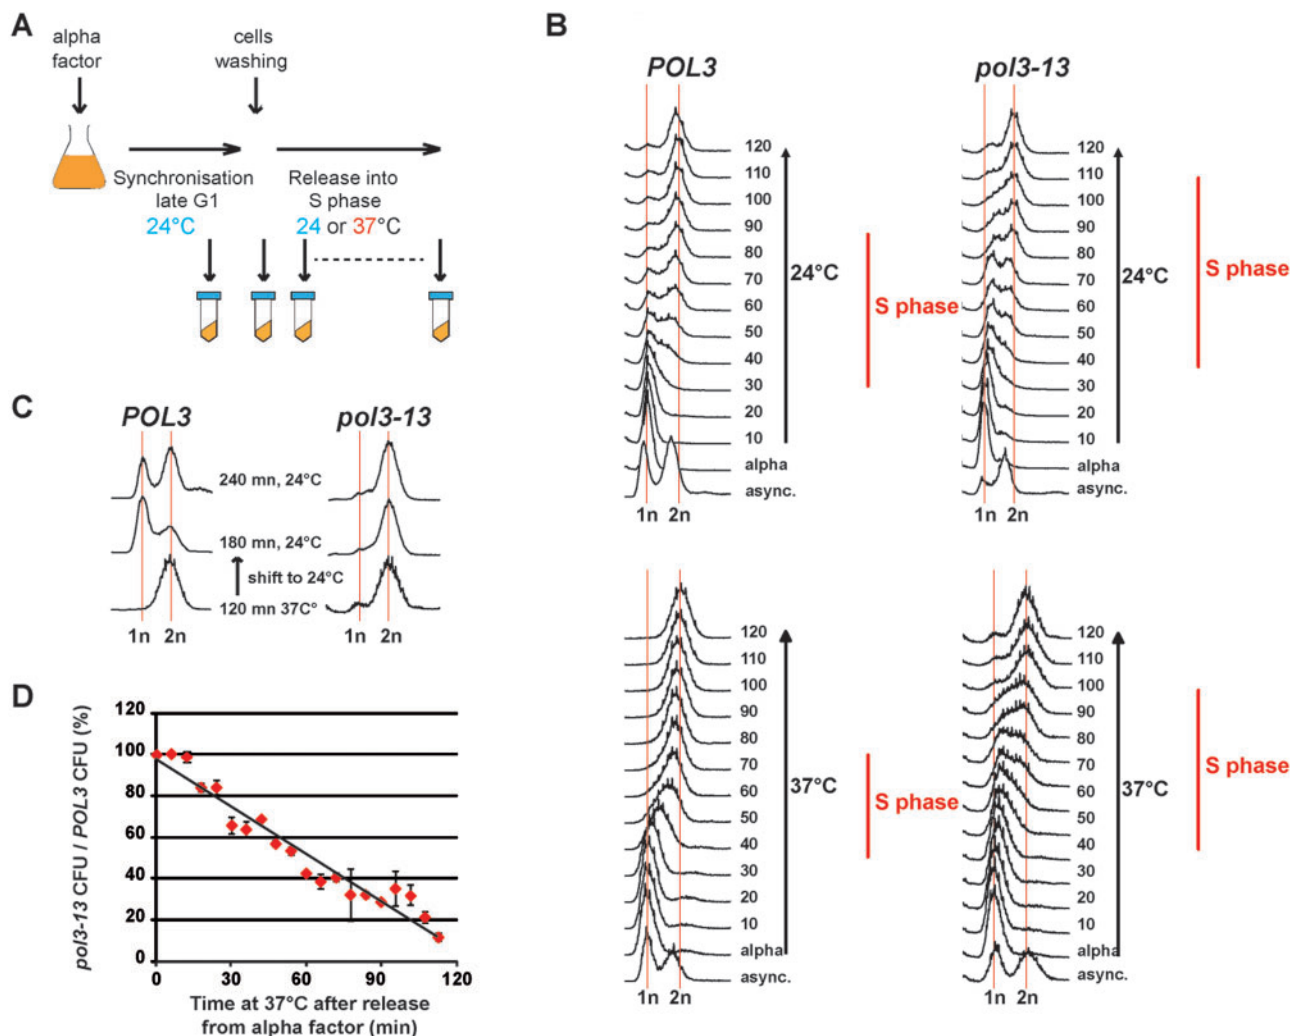 A
alpha
factor
cells
washing
Synchronisation
late G1
24°C
Release into
S phase
24 or 37°C
B
POL3
120
110
100
90
80
70
60
50
40
30
20
10
alpha
async.
24°C
S phase
1n 2n
pol3-13
120
110
100
90
80
70
60
50
40
30
20
10
alpha
async.
24°C
S phase
1n 2n
120
110
100
90
80
70
60
50
40
30
20
10
alpha
async.
37°C
S phase
1n 2n
120
110
100
90
80
70
60
50
40
30
20
10
alpha
async.
37°C
S phase
1n 2n
C
POL3 pol3-13
240 mn, 24°C
180 mn, 24°C
shift to 24°C
120 mn 37C°
1n 2n 1n 2n
D
pol3-13 CFU / POL3 CFU (%)
120
100
80
60
40
20
0
0 30 60 90 120
Time at 37°C after release
from alpha factor (min)